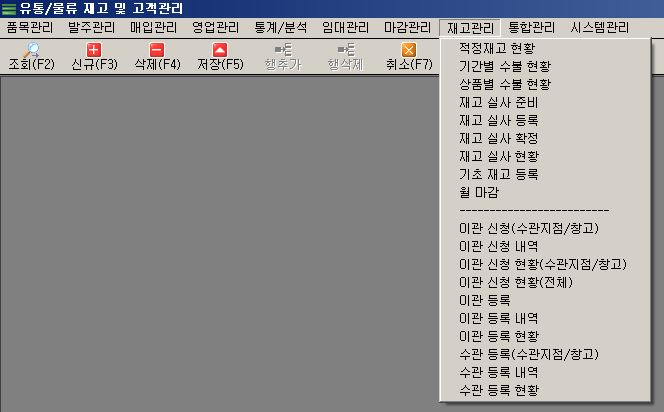 유통/물류 재고 및 고객관리
품목관리 발주관리 매입관리 영업관리 통계/분석 임대관리 마감관리 재고관리 통합관리 시스템관리
조회(F2) 신규(F3) 삭제(F4) 저장(F5) 행추가 행삭제 취소(F7)
적정재고 현황
기간별 수불 현황
상품별 수불 현황
재고 실사 준비
재고 실사 등록
재고 실사 확정
재고 실사 현황
기초 재고 등록
월 마감
-------------------------
이관 신청(수관지점/창고)
이관 신청 내역
이관 신청 현황(수관지점/창고)
이관 신청 현황(전체)
이관 등록
이관 등록 내역
이관 등록 현황
수관 등록(수관지점/창고)
수관 등록 내역
수관 등록 현황